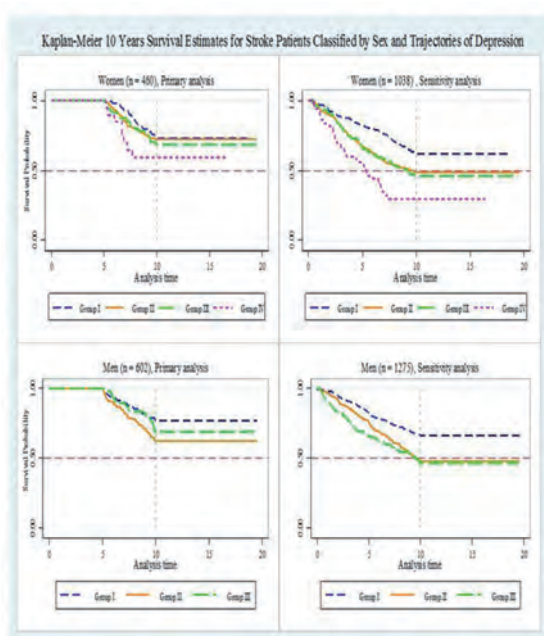 Kaplan-Meier 10 Years Survival Estimates for Stroke Patients Classified by Sex and Trajectories of Depression
Women (n = 460), Primary analysis
Survival Probability
1.00
0.50
0.00
0 5 10 15 20
Analysis time
Group I Group II Group III Group IV
Women (n = 1038) , Sensitivity analysis
1.00
0.50
0.00
0 5 10 15 20
Analysis time
Group I Group II Group III Group IV
Men (n = 602), Primary analysis
Survival Probability
1.00
0.50
0.00
0 5 10 15 20
Analysis time
Group I Group II Group III
Men (n = 1275), Sensitivity analysis
1.00
0.50
0.00
0 5 10 15 20
Analysis time
Group I Group II Group III